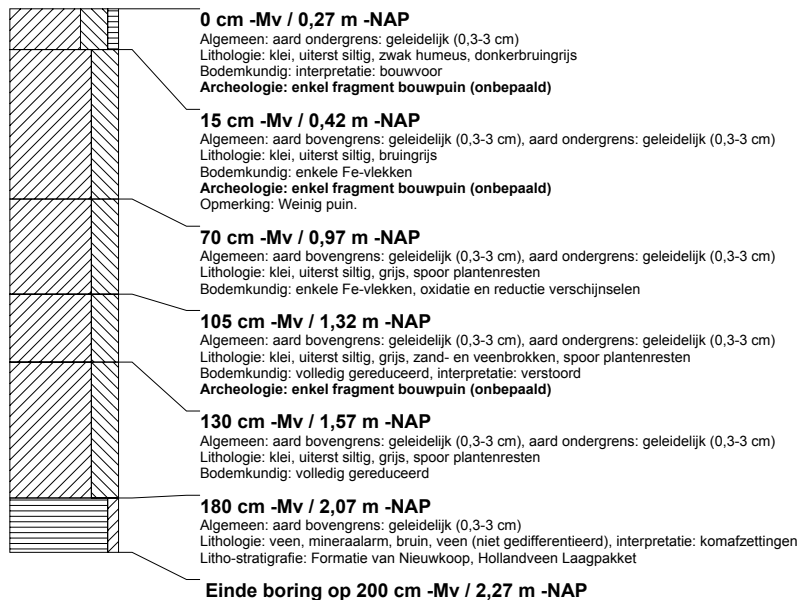 0 cm -Mv / 0,27 m -NAP
Algemeen: aard ondergrens: geleidelijk (0,3-3 cm)
Lithologie: klei, uiterst siltig, zwak humeus, donkerbruingrijs
Bodemkundig: interpretatie: bouwvoor
Archeologie: enkel fragment bouwpuin (onbepaald)
15 cm -Mv / 0,42 m -NAP
Algemeen: aard bovengrens: geleidelijk (0,3-3 cm), aard ondergrens: geleidelijk (0,3-3 cm)
Lithologie: klei, uiterst siltig, bruingrijs
Bodemkundig: enkele Fe-vlekken
Archeologie: enkel fragment bouwpuin (onbepaald)
Opmerking: Weinig puin.
70 cm -Mv / 0,97 m -NAP
Algemeen: aard bovengrens: geleidelijk (0,3-3 cm), aard ondergrens: geleidelijk (0,3-3 cm)
Lithologie: klei, uiterst siltig, grijs, spoor plantenresten
Bodemkundig: enkele Fe-vlekken, oxidatie en reductie verschijnselen
105 cm -Mv / 1,32 m -NAP
Algemeen: aard bovengrens: geleidelijk (0,3-3 cm), aard ondergrens: geleidelijk (0,3-3 cm)
Lithologie: klei, uiterst siltig, grijs, zand- en veenbrokken, spoor plantenresten
Bodemkundig: volledig gereduceerd, interpretatie: verstoord
Archeologie: enkel fragment bouwpuin (onbepaald)
130 cm -Mv / 1,57 m -NAP
Algemeen: aard bovengrens: geleidelijk (0,3-3 cm), aard ondergrens: geleidelijk (0,3-3 cm)
Lithologie: klei, uiterst siltig, grijs, spoor plantenresten
Bodemkundig: volledig gereduceerd
180 cm -Mv / 2,07 m -NAP
Algemeen: aard bovengrens: geleidelijk (0,3-3 cm)
Lithologie: veen, mineraalarm, bruin, veen (niet gedifferentieerd), interpretatie: komafzettingen
Litho-stratigrafie: Formatie van Nieuwkoop, Hollandveen Laagpakket
Einde boring op 200 cm -Mv / 2,27 m -NAP